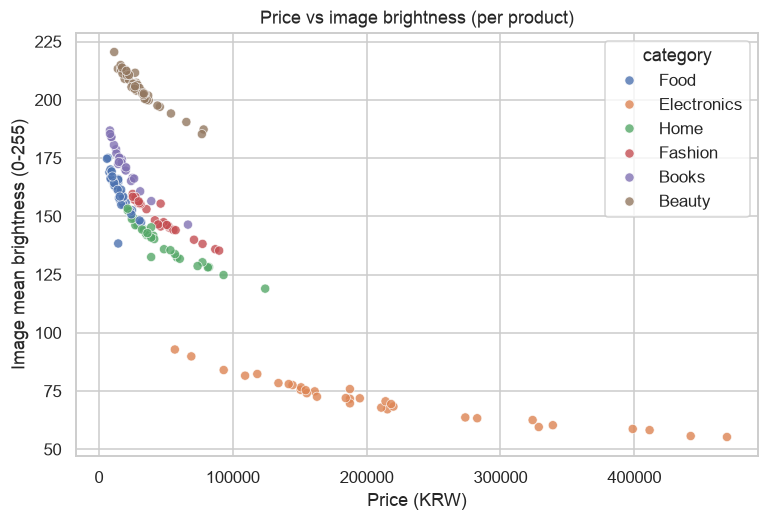 Price vs image brightness (per product)
225
200
175
150
125
100
75
50
Image mean brightness (0-255)
category
Food
Electronics
Home
Fashion
Books
Beauty
0
100000
200000
300000
400000
Price (KRW)